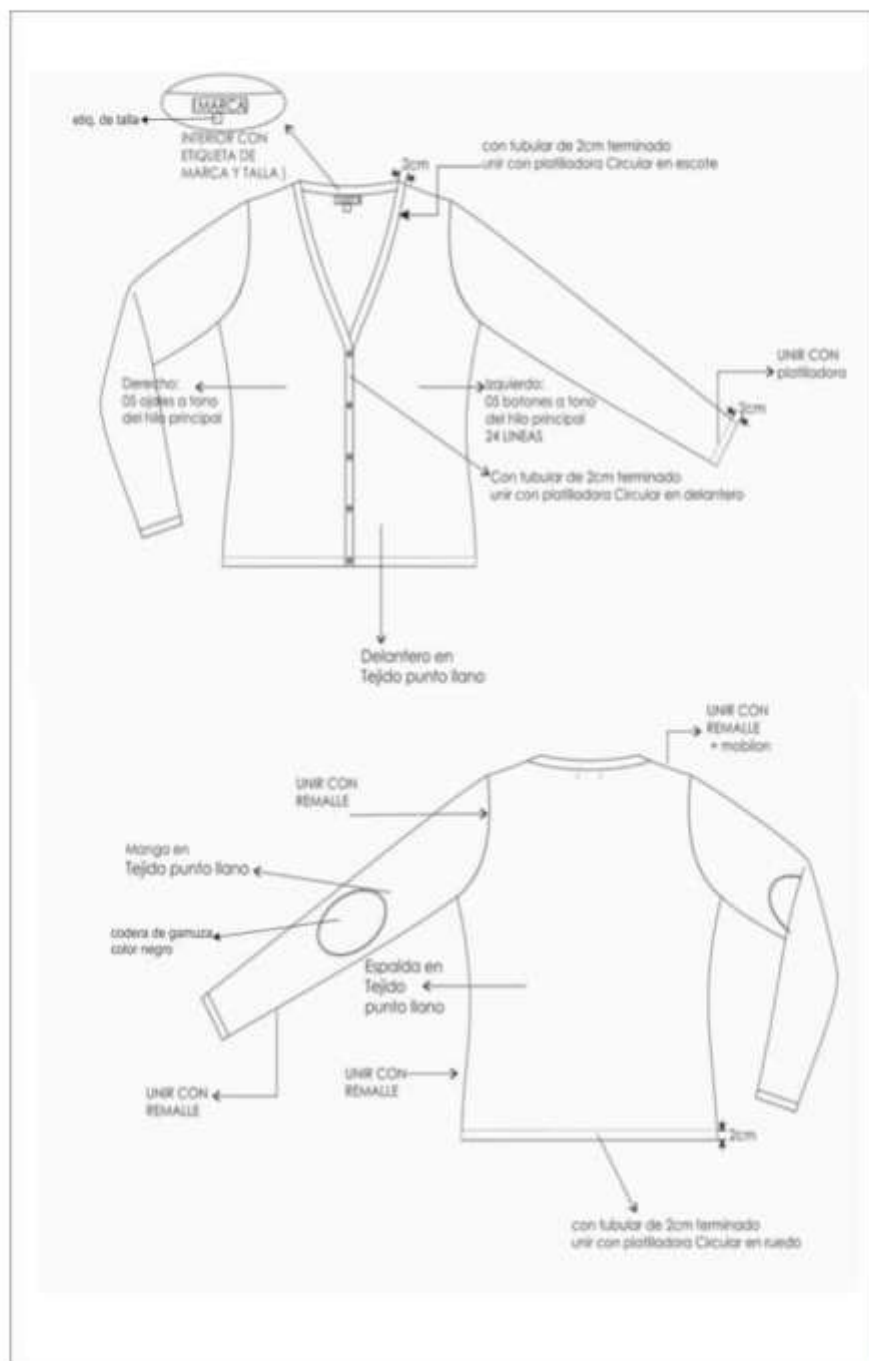 MARCA
etiq. de talla
INTERIOR CON
ETIQUETA DE
MARCA Y TALLA )
con tubular de 2cm terminado
unir con platilladora Circular en escote
2cm
UNIR CON
platilladora
2cm
Derecho:
05 ojales a tono
del hilo principal
Izquierdo:
05 botones a tono
del hilo principal
24 LINEAS
Con tubular de 2cm terminado
unir con platilladora Circular en delantero
Delantero en
Tejido punto llano
UNIR CON
REMALLE
+ mobilon
UNIR CON
REMALLE
Manga en
Tejido punto llano
codera de gamuza
color negro
Espalda en
Tejido
punto llano
UNIR CON
REMALLE
UNIR CON
REMALLE
2cm
con tubular de 2cm terminado
unir con platilladora Circular en ruedo